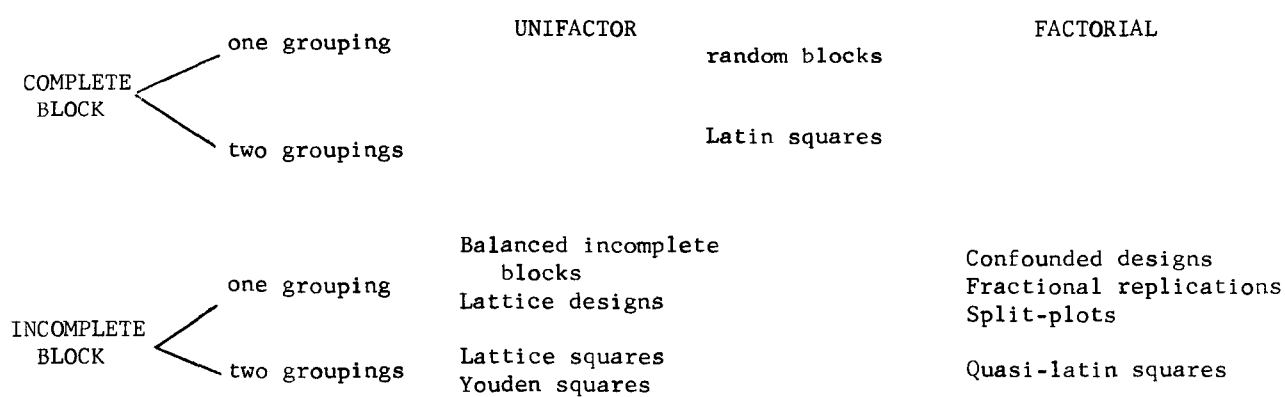 UNIFACTOR FACTORIAL
one grouping
random blocks
COMPLETE
BLOCK
Latin squares
two groupings
Balanced incomplete
blocks
Confounded designs
one grouping
Fractional replications
Lattice designs
Split-plots
INCOMPLETE
BLOCK
Lattice squares
two groupings
Quasi-latin squares
Youden squares